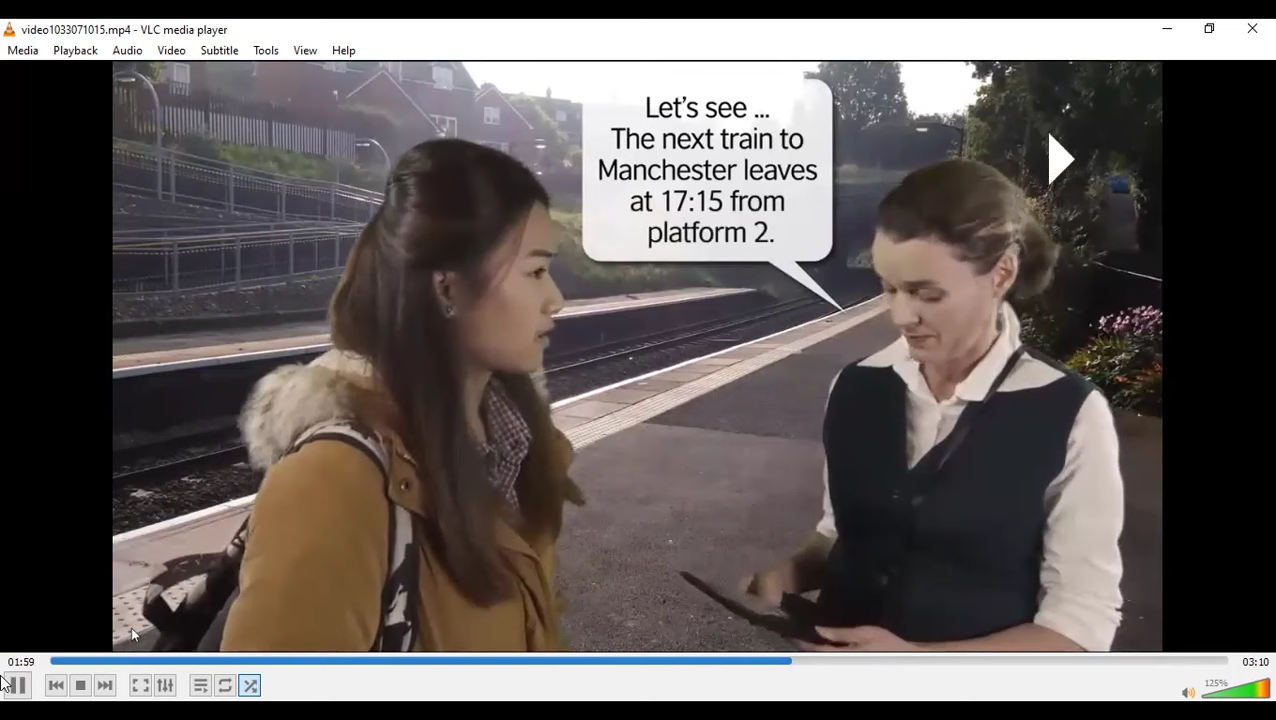 video1033071015.mp4 - VLC media player
Media Playback Audio Video Subtitle Tools View Help
Let's see ...
The next train to
Manchester leaves
at 17:15 from
platform 2.
01:59
03:10
125%